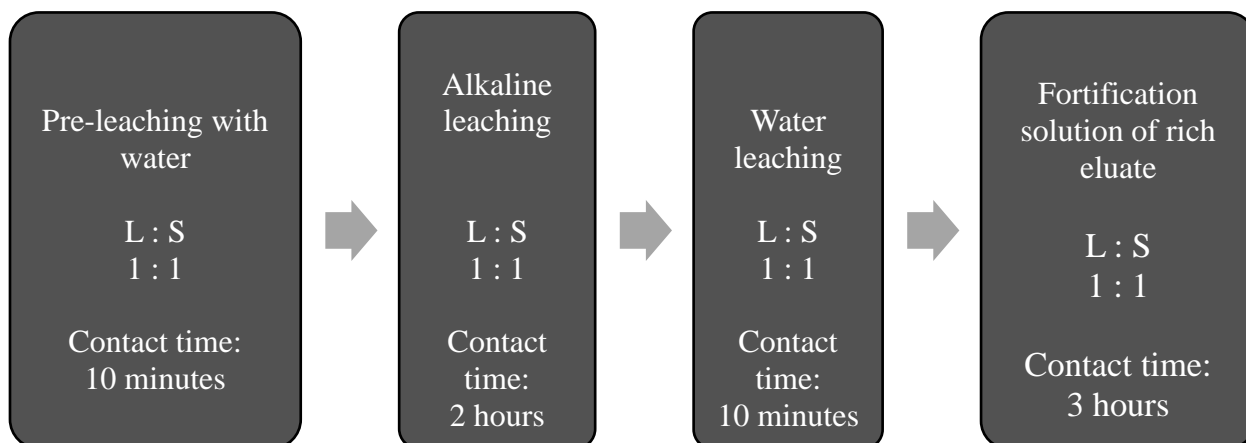 Pre-leaching with
water
L : S
1 : 1
Contact time:
10 minutes
Alkaline
leaching
L : S
1 : 1
Contact
time:
2 hours
Water
leaching
L : S
1 : 1
Contact
time:
10 minutes
Fortification
solution of rich
eluate
L : S
1 : 1
Contact time:
3 hours